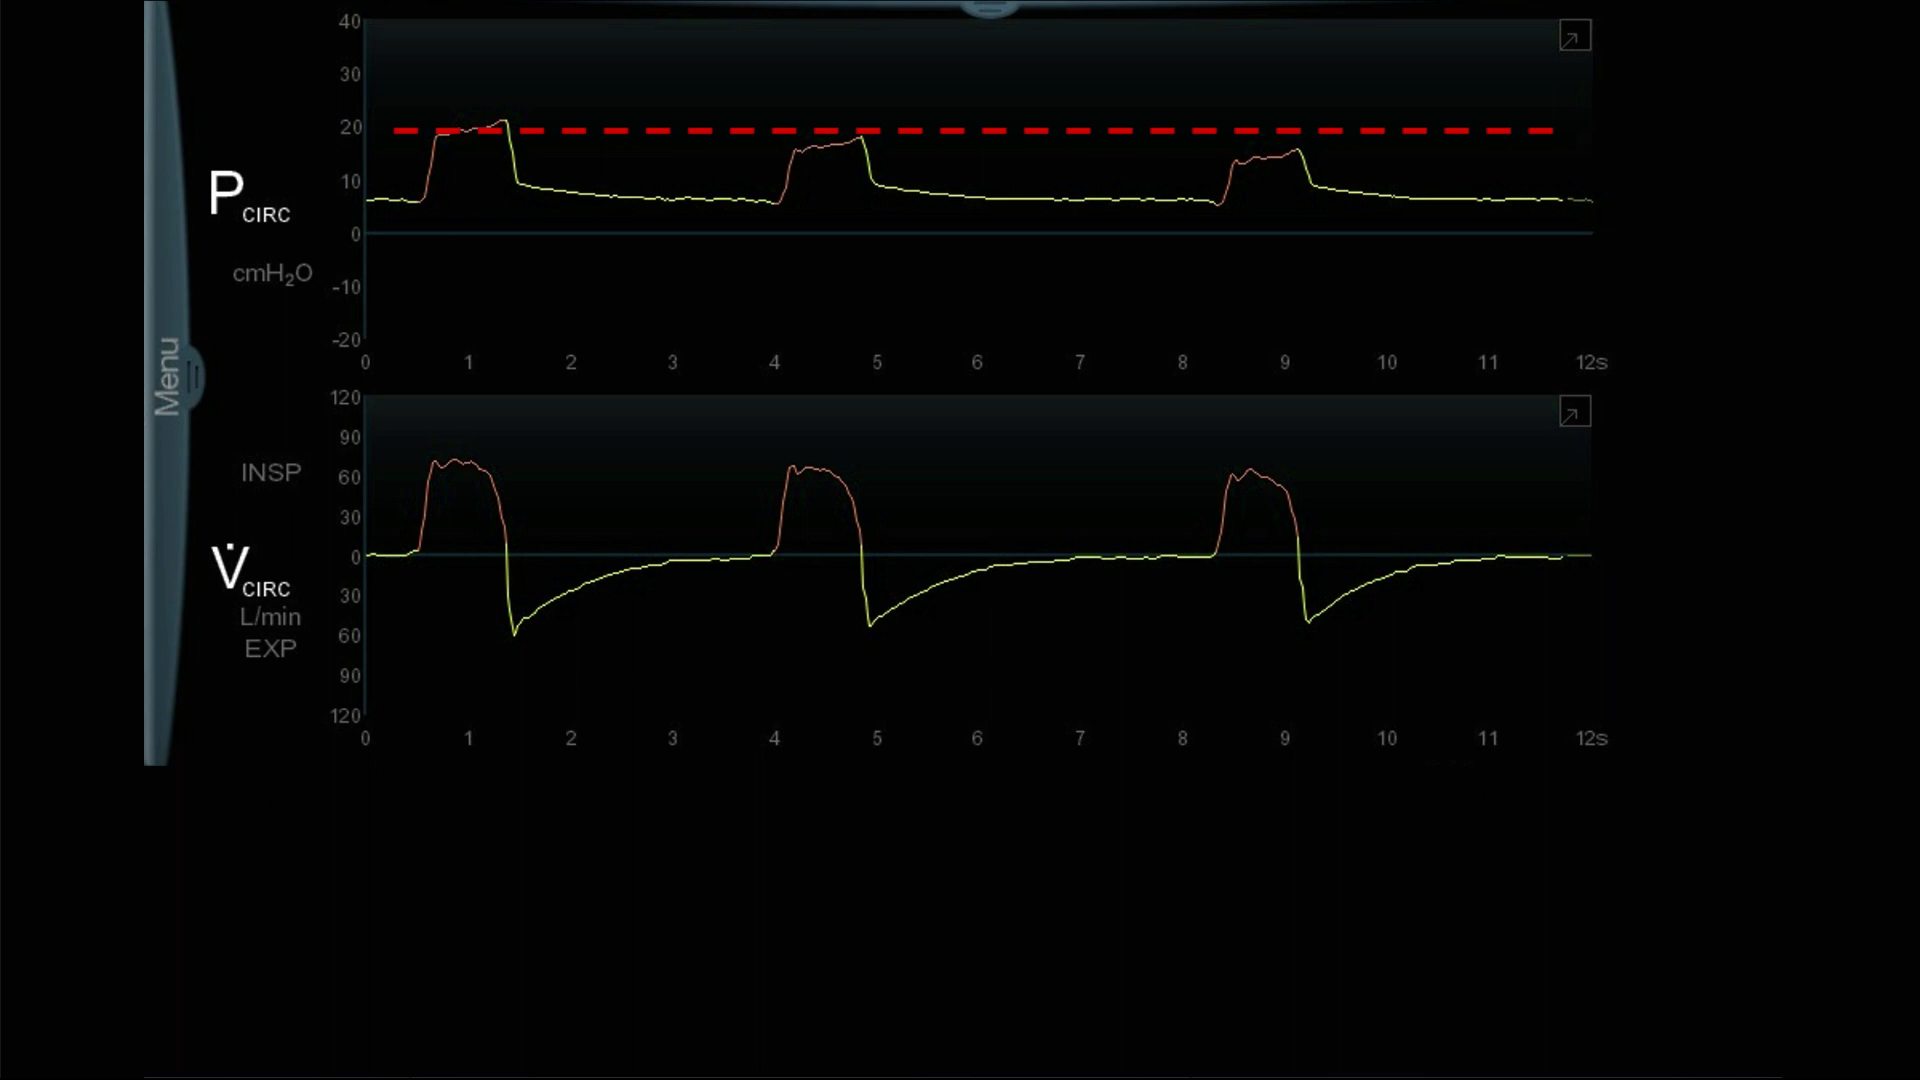 40
30
20
10
0
-10
-20
P CIRC
cmH₂O
0 1 2 3 4 5 6 7 8 9 10 11 12s
Menu
120
90
60
30
0
30
60
90
120
INSP
V̇ CIRC
L/min
EXP
0 1 2 3 4 5 6 7 8 9 10 11 12s